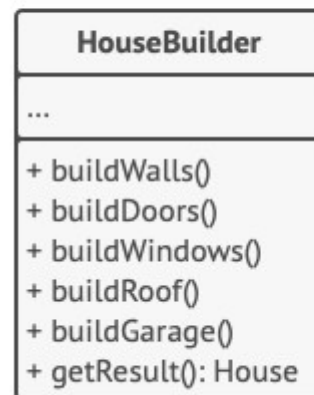 HouseBuilder
...
+ buildWalls()
+ buildDoors()
+ buildWindows()
+ buildRoof()
+ buildGarage()
+ getResult(): House